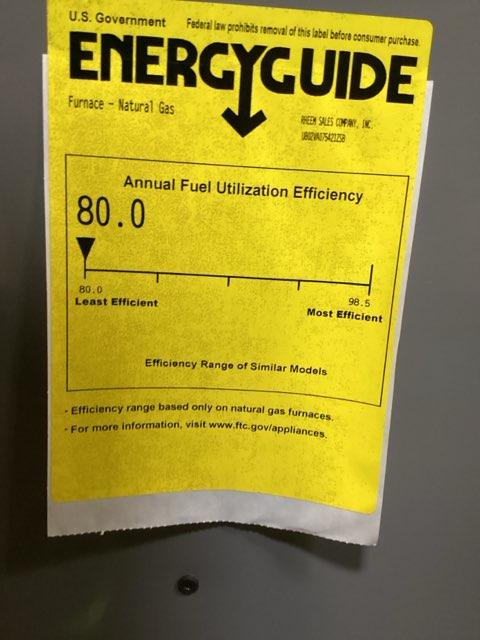 U.S. Government
Federal law prohibits removal of this label before consumer purchase.
ENERGYGUIDE
Furnace - Natural Gas
RHEEM SALES COMPANY, INC.
Annual Fuel Utilization Efficiency
80.0
80.0
98.5
Least Efficient
Most Efficient
Efficiency Range of Similar Models
- Efficiency range based only on natural gas furnaces.
- For more information, visit www.ftc.gov/appliances.